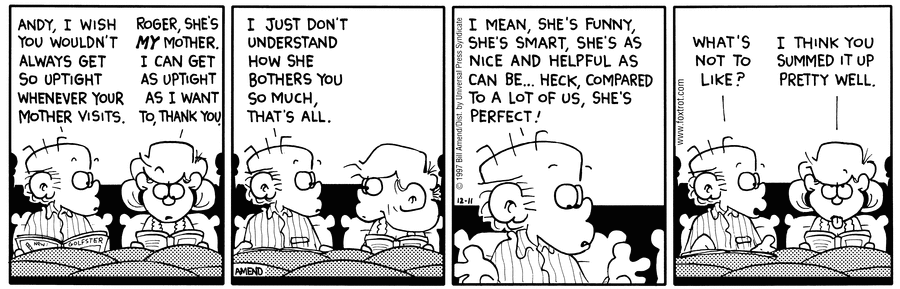 ANDY, I WISH
YOU WOULDN'T
ALWAYS GET
SO UPTIGHT
WHENEVER YOUR
MOTHER VISITS.
ROGER, SHE'S
MY MOTHER.
I CAN GET
AS UPTIGHT
AS I WANT
TO, THANK YOU.
NEW!
GOLFSTER
I JUST DON'T
UNDERSTAND
HOW SHE
BOTHERS YOU
SO MUCH,
THAT'S ALL.
AMEND
© 1997 Bill Amend/Dist. by Universal Press Syndicate
I MEAN, SHE'S FUNNY,
SHE'S SMART, SHE'S AS
NICE AND HELPFUL AS
CAN BE... HECK, COMPARED
TO A LOT OF US, SHE'S
PERFECT!
12-11
www.foxtrot.com
WHAT'S
NOT TO
LIKE?
I THINK YOU
SUMMED IT UP
PRETTY WELL.